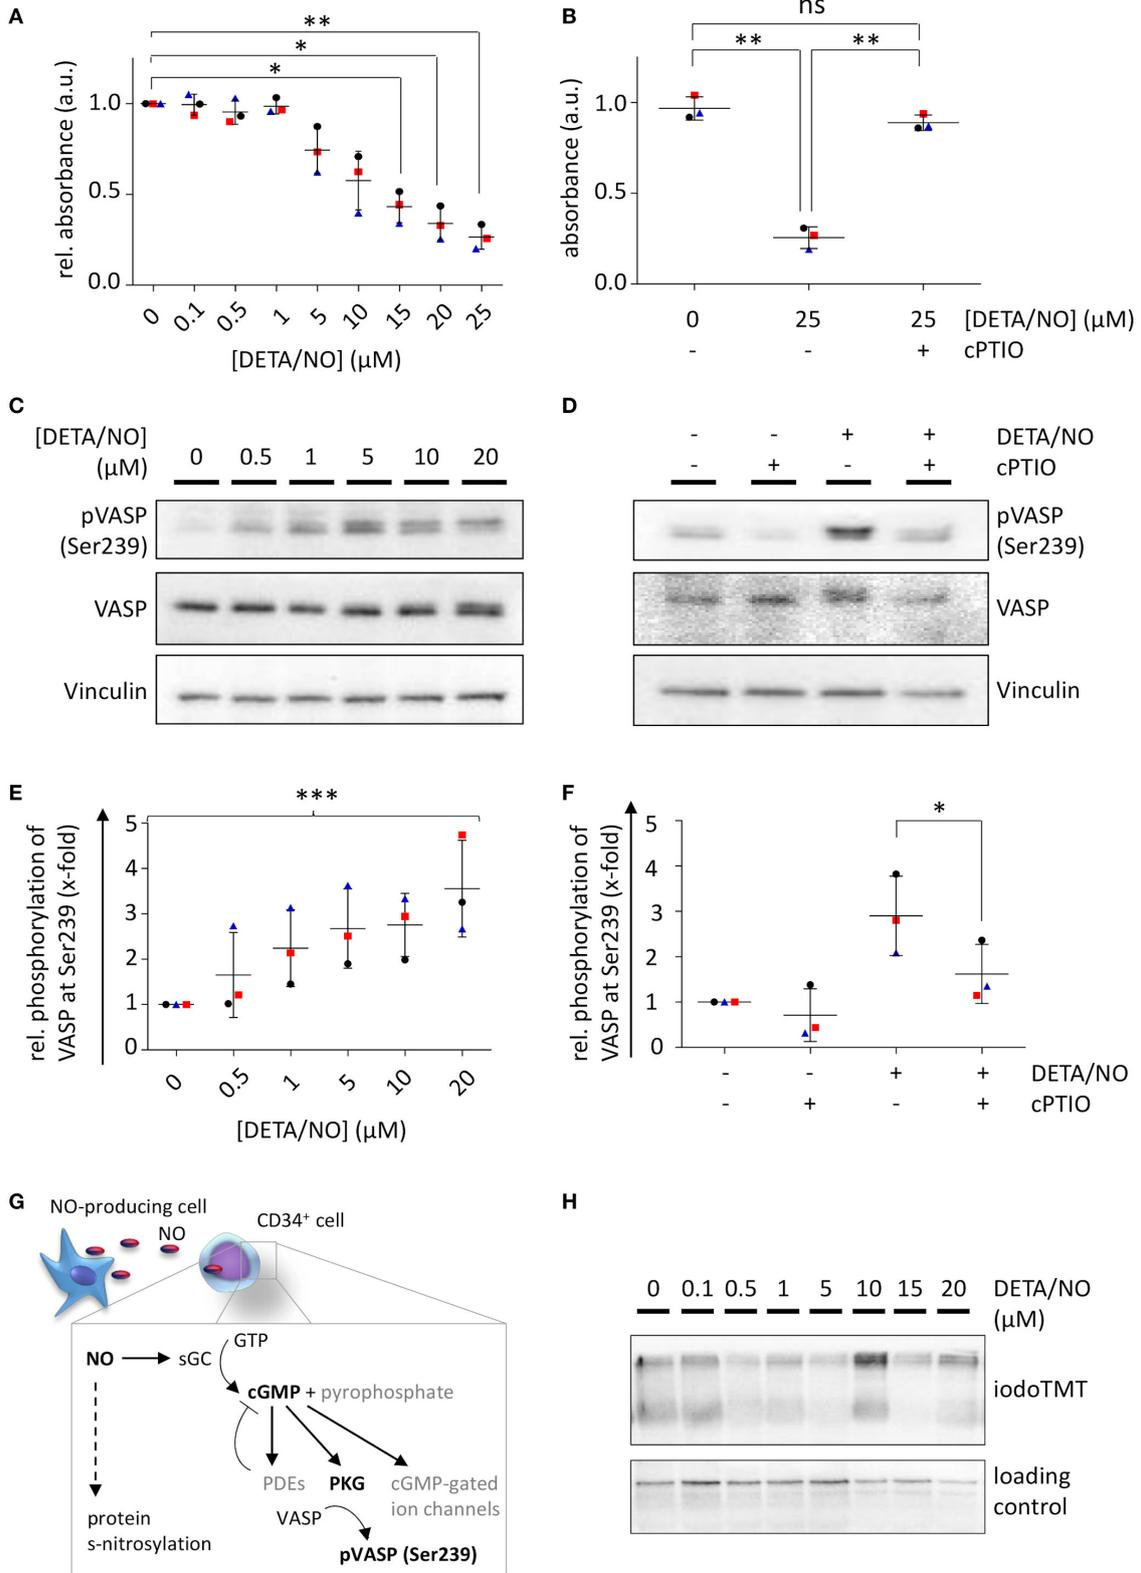 A
**
*
*
rel. absorbance (a.u.)
1.0
0.5
0.0
0 0.1 0.5 1 5 10 15 20 25
[DETA/NO] (µM)
B
ns
** **
absorbance (a.u.)
1.0
0.5
0.0
0 25 25 [DETA/NO] (µM)
- - + cPTIO
C
[DETA/NO]
(µM) 0 0.5 1 5 10 20
pVASP
(Ser239)
VASP
Vinculin
D
- - + + DETA/NO
- + - + cPTIO
pVASP
(Ser239)
VASP
Vinculin
E
***
rel. phosphorylation of
VASP at Ser239 (x-fold)
5
4
3
2
1
0
0 0.5 1 5 10 20
[DETA/NO] (µM)
F
*
rel. phosphorylation of
VASP at Ser239 (x-fold)
5
4
3
2
1
0
- - + + DETA/NO
- + - + cPTIO
G
NO-producing cell
NO
CD34+ cell
GTP
NO sGC
cGMP + pyrophosphate
PDEs PKG cGMP-gated
ion channels
VASP
protein
s-nitrosylation
pVASP (Ser239)
H
0 0.1 0.5 1 5 10 15 20 DETA/NO
(µM)
iodoTMT
loading
control